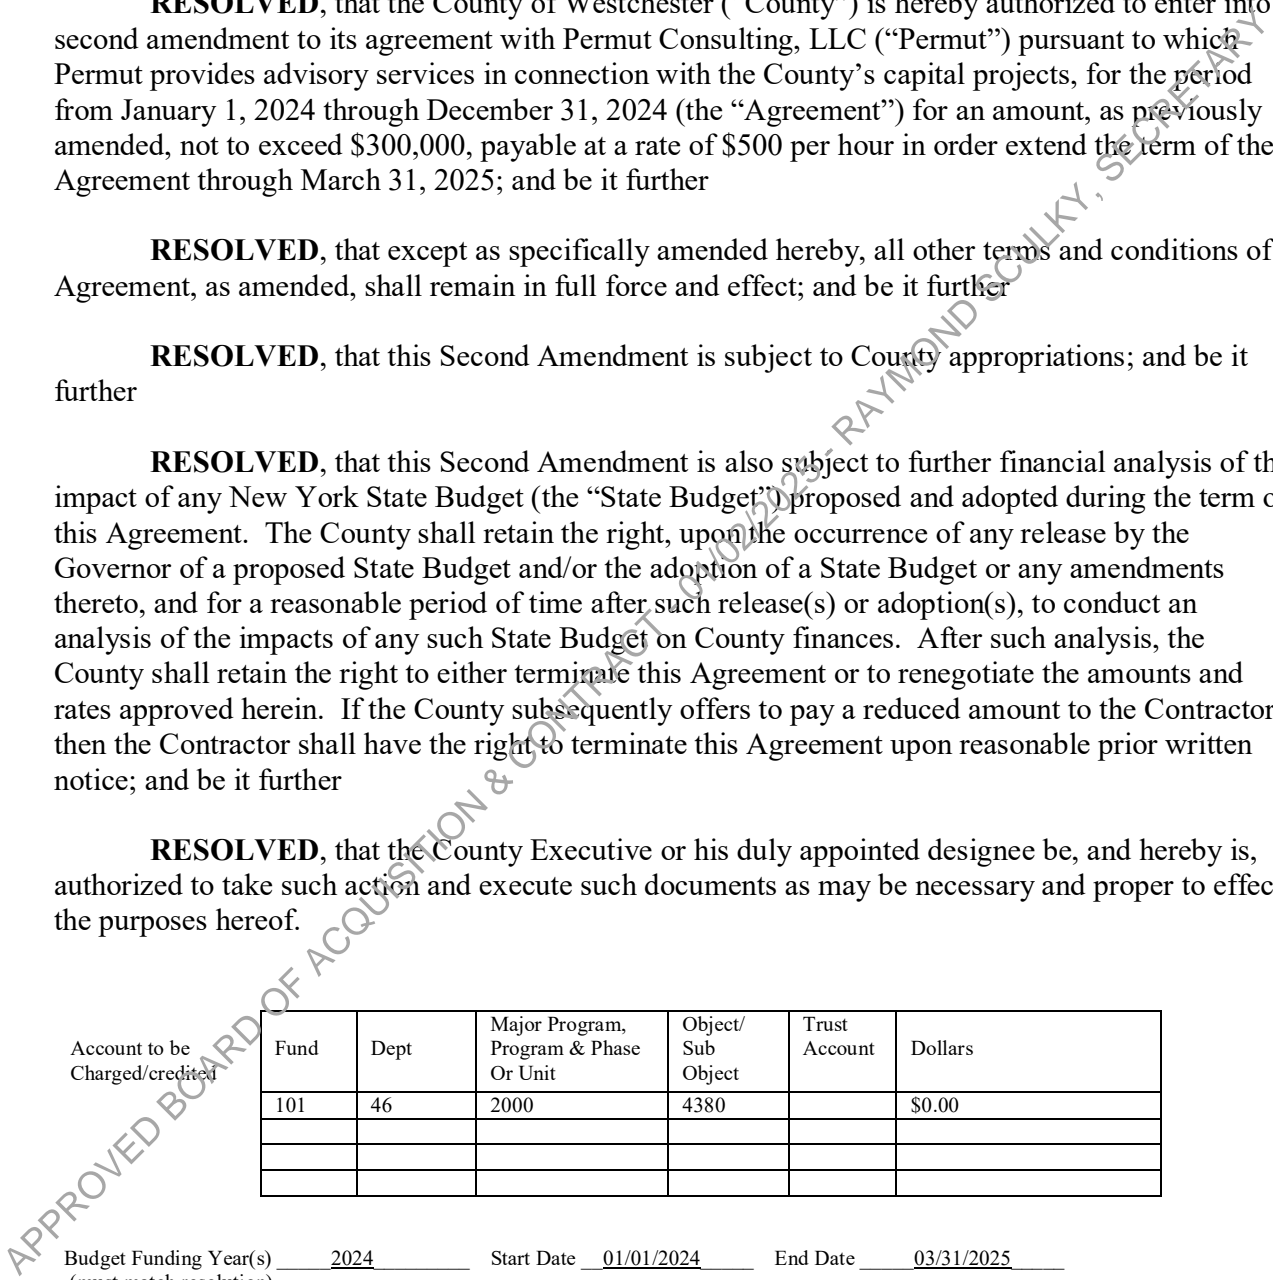 RESOLVED, that the County of Westchester ("County") is hereby authorized to enter into
second amendment to its agreement with Permut Consulting, LLC (“Permut”) pursuant to which
Permut provides advisory services in connection with the County’s capital projects, for the period
from January 1, 2024 through December 31, 2024 (the “Agreement”) for an amount, as previously
amended, not to exceed $300,000, payable at a rate of $500 per hour in order extend the term of the
Agreement through March 31, 2025; and be it further
RESOLVED, that except as specifically amended hereby, all other terms and conditions of
Agreement, as amended, shall remain in full force and effect; and be it further
RESOLVED, that this Second Amendment is subject to County appropriations; and be it
further
RESOLVED, that this Second Amendment is also subject to further financial analysis of th
impact of any New York State Budget (the “State Budget”) proposed and adopted during the term o
this Agreement. The County shall retain the right, upon the occurrence of any release by the
Governor of a proposed State Budget and/or the adoption of a State Budget or any amendments
thereto, and for a reasonable period of time after such release(s) or adoption(s), to conduct an
analysis of the impacts of any such State Budget on County finances. After such analysis, the
County shall retain the right to either terminate this Agreement or to renegotiate the amounts and
rates approved herein. If the County subsequently offers to pay a reduced amount to the Contractor
then the Contractor shall have the right to terminate this Agreement upon reasonable prior written
notice; and be it further
RESOLVED, that the County Executive or his duly appointed designee be, and hereby is,
authorized to take such action and execute such documents as may be necessary and proper to effec
the purposes hereof.
Account to be
Charged/credited
Fund
Dept
Major Program,
Program & Phase
Or Unit
Object/
Sub
Object
Trust
Account
Dollars
101 46 2000 4380 $0.00
Budget Funding Year(s) 2024 Start Date 01/01/2024 End Date 03/31/2025
(must match resolution)
APPROVED BOARD OF ACQUISITION & CONTRACT - 01/02/2025 - RAYMOND SCULKY, SECRETARY